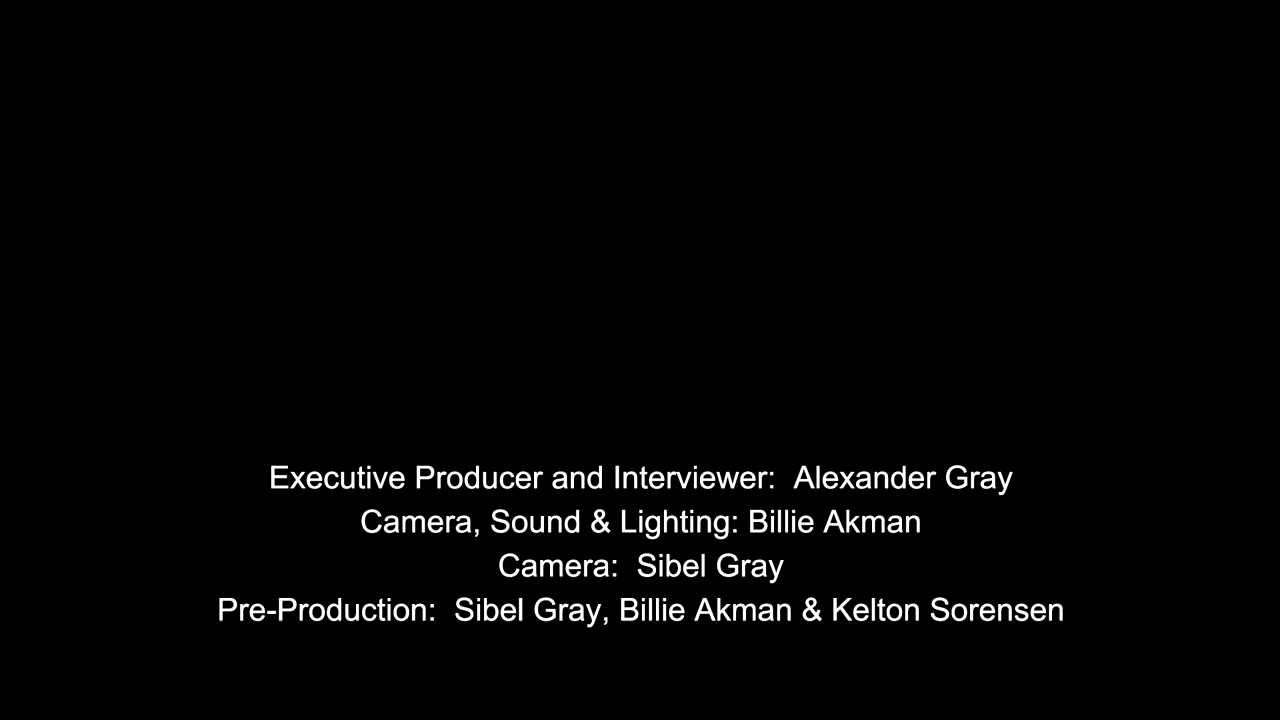 Executive Producer and Interviewer:  Alexander Gray
Camera, Sound & Lighting: Billie Akman
Camera:  Sibel Gray
Pre-Production:  Sibel Gray, Billie Akman & Kelton Sorensen